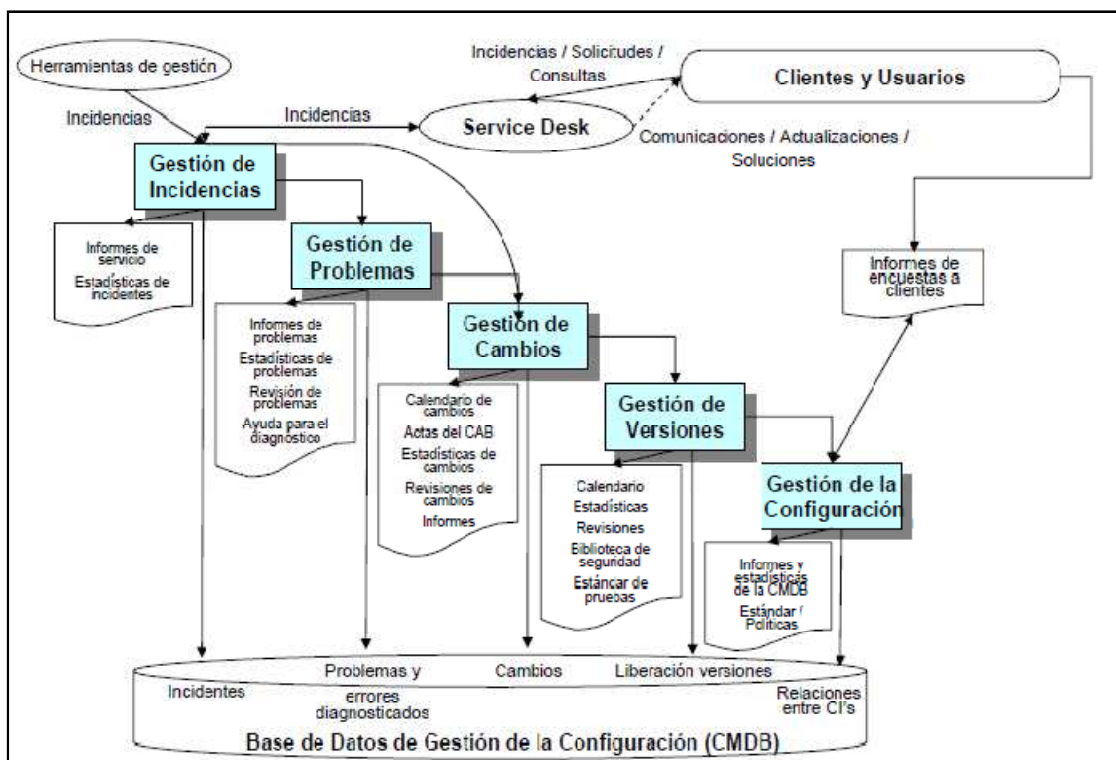 Herramientas de gestión
Incidencias / Solicitudes /
Consultas
Clientes y Usuarios
Incidencias
Incidencias
Service Desk
Comunicaciones / Actualizaciones /
Soluciones
Gestión de
Incidencias
Informes de
servicio
Estadísticas de
incidentes
Gestión de
Problemas
Informes de
problemas
Estadísticas de
problemas
Revisión de
problemas
Ayuda para el
diagnóstico
Informes de
encuestas a
clientes
Gestión de
Cambios
Calendario de
cambios
Actas del CAB
Estadísticas de
cambios
Revisiones de
cambios
Informes
Gestión de
Versiones
Calendario
Estadísticas
Revisiones
Biblioteca de
seguridad
Estáncar de
pruebas
Gestión de la
Configuración
Informes y
estadísticas
de la CMDB
Estándar /
Políticas
Incidentes
Problemas y
errores
diagnosticados
Cambios
Liberación versiones
Relaciones
entre CI's
Base de Datos de Gestión de la Configuración (CMDB)